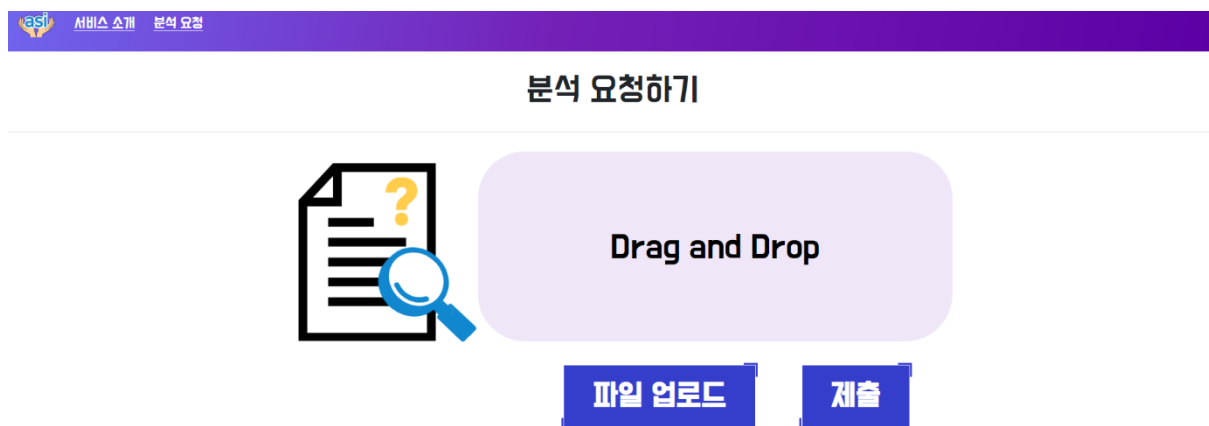 asi
서비스 소개 분석 요청
분석 요청하기
?
Drag and Drop
파일 업로드 제출